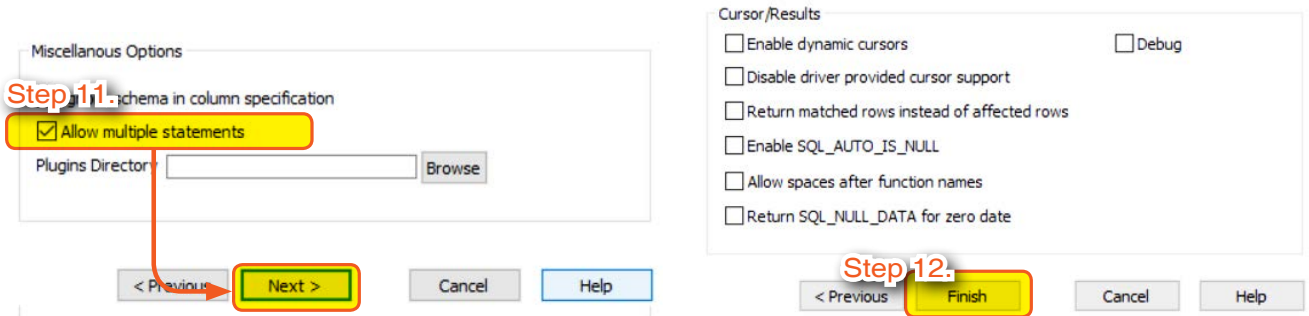 Miscellanous Options
Step 11.
schema in column specification
Allow multiple statements
Plugins Directory
Browse
< Previous
Next >
Cancel
Help
Cursor/Results
Enable dynamic cursors
Debug
Disable driver provided cursor support
Return matched rows instead of affected rows
Enable SQL_AUTO_IS_NULL
Allow spaces after function names
Return SQL_NULL_DATA for zero date
Step 12.
< Previous
Finish
Cancel
Help